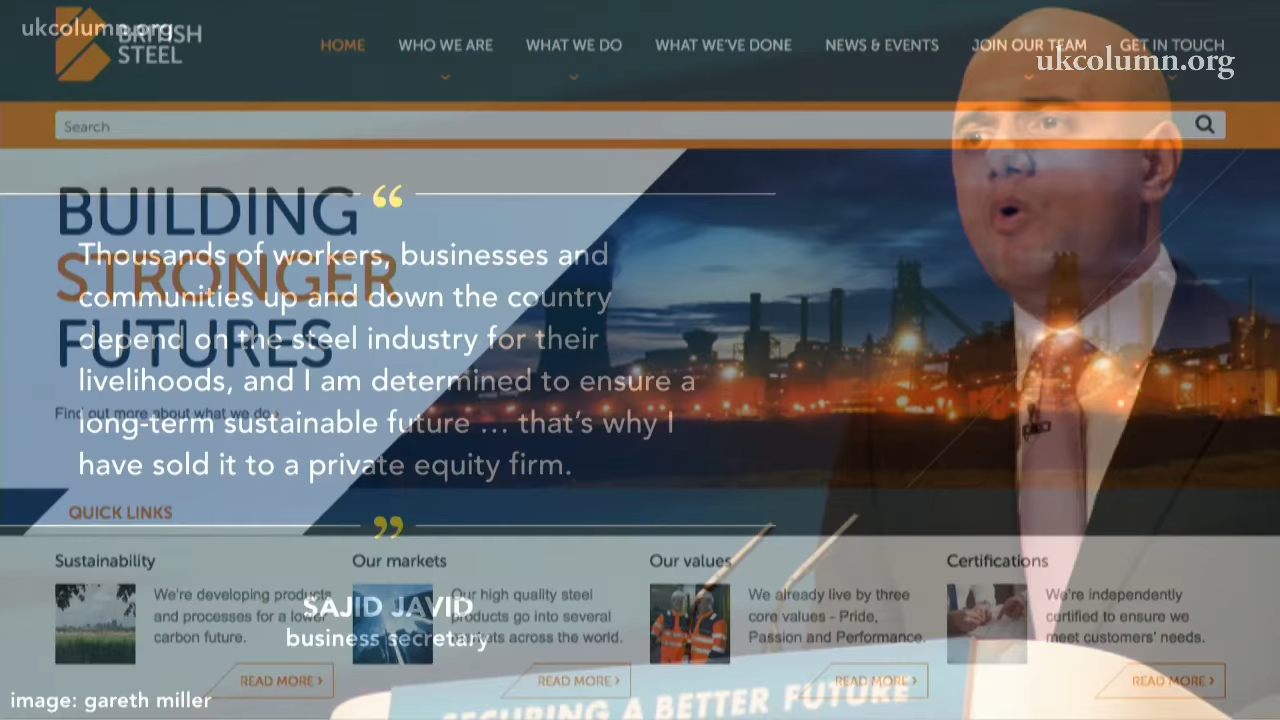 ukcolumn.org
BRITISH
STEEL
HOME
WHO WE ARE
WHAT WE DO
WHAT WE'VE DONE
NEWS & EVENTS
JOIN OUR TEAM
GET IN TOUCH
ukcolumn.org
Search
BUILDING
STRONGER
FUTURES
Find out more about what we do ›
“
Thousands of workers, businesses and
communities up and down the country
depend on the steel industry for their
livelihoods, and I am determined to ensure a
long-term sustainable future … that’s why I
have sold it to a private equity firm.
”
SAJID JAVID
business secretary
QUICK LINKS
Sustainability
We're developing products
and processes for a lower
carbon future.
READ MORE ›
Our markets
Our high quality steel
products go into several
markets across the world.
READ MORE ›
Our values
We already live by three
core values - Pride,
Passion and Performance.
READ MORE ›
Certifications
We're independently
certified to ensure we
meet customers' needs.
READ MORE ›
SECURING A BETTER FUTURE
image: gareth miller